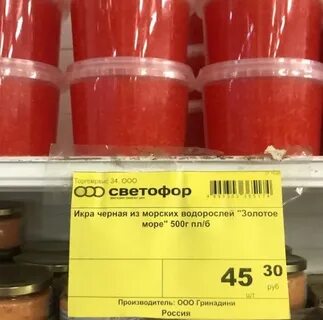 Торгсервис 34, ООО
светофор
Икра черная из морских водорослей "Золотое
море" 500г пл/б
45 30
шт. руб
Производитель: ООО Гринадини
Россия